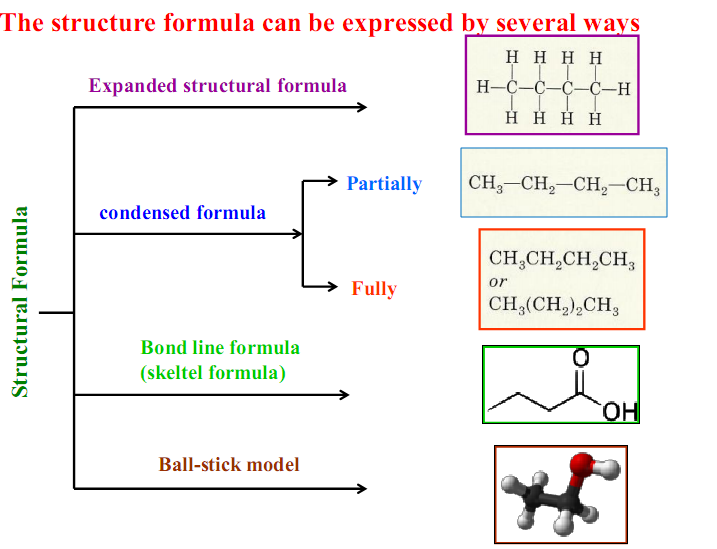 The structure formula can be expressed by several ways
Expanded structural formula
H H H H
H–C–C–C–C–H
H H H H
Partially
CH₃—CH₂—CH₂—CH₃
condensed formula
CH₃CH₂CH₂CH₃
or
CH₃(CH₂)₂CH₃
Fully
Structural Formula
Bond line formula
(skeltel formula)
O
OH
Ball-stick model